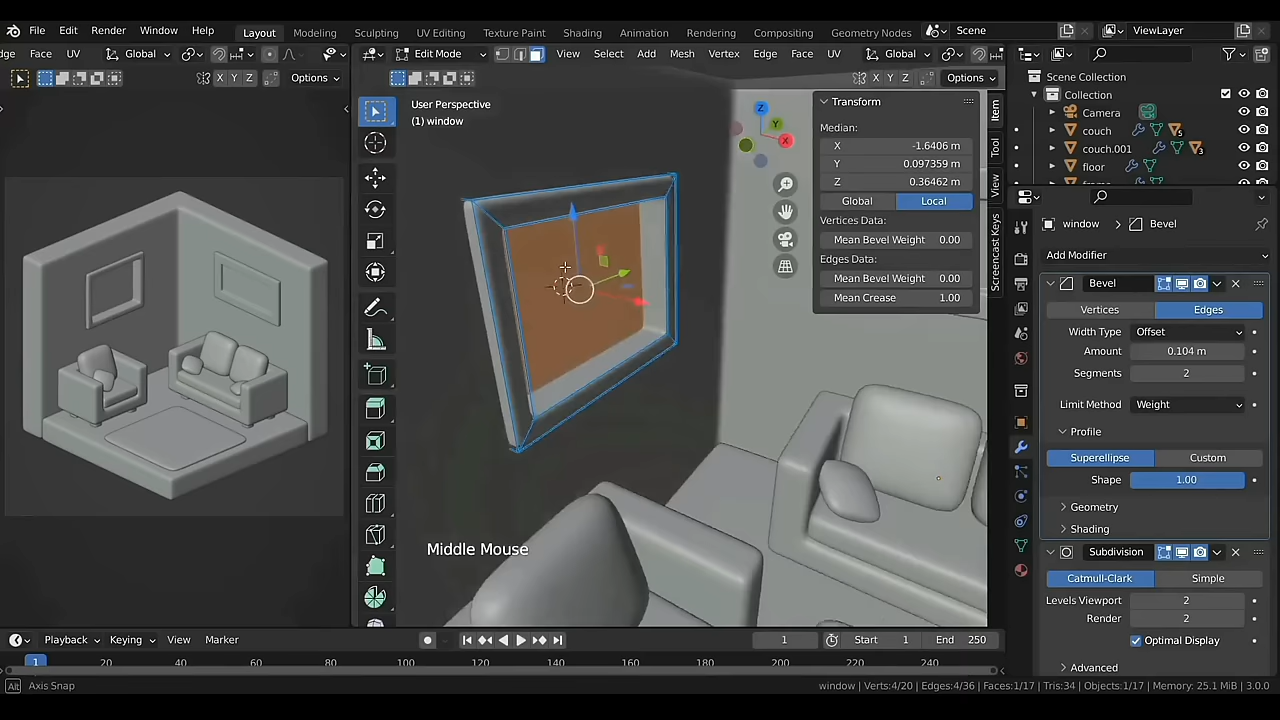 File Edit Render Window Help Layout Modeling Sculpting UV Editing Texture Paint Shading Animation Rendering Compositing Geometry Nodes Scene ViewLayer
Face UV Global Edit Mode View Select Add Mesh Vertex Edge Face UV Global
X Y Z Options X Y Z Options Scene Collection
Collection
User Perspective
(1) window
Transform
Camera
Median:
couch 5
X -1.6406 m
couch.001 3
Y 0.097359 m
floor
Z 0.36462 m
Global Local
Vertices Data:
window Bevel
Mean Bevel Weight 0.00
Add Modifier
Edges Data:
Mean Bevel Weight 0.00
Bevel
Mean Crease 1.00
Vertices Edges
Width Type Offset
Amount 0.104 m
Segments 2
Limit Method Weight
Profile
Superellipse Custom
Shape 1.00
Geometry
Shading
Subdivision
Catmull-Clark Simple
Levels Viewport 2
Render 2
Optimal Display
Advanced
Item
Tool
View
Screencast Keys
Z
Y
X
Middle Mouse
Playback Keying View Marker 1 Start 1 End 250
1 20 40 60 80 100 120 140 160 180 200 220 240
Alt Axis Snap window | Verts:4/20 | Edges:4/36 | Faces:1/17 | Tris:34 | Objects:1/17 | Memory: 25.1 MiB | 3.0.0